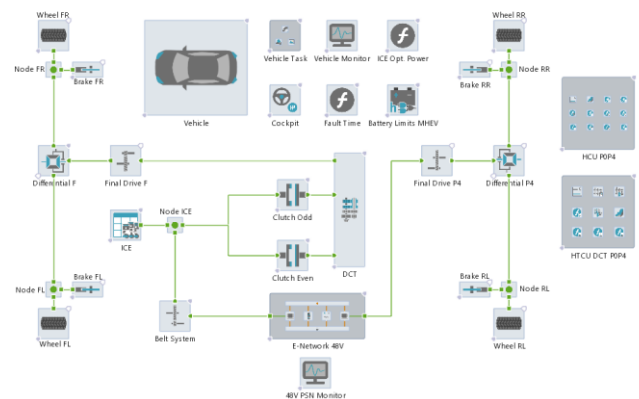 Wheel FR
Wheel RR
Node FR
Brake FR
Vehicle
Vehicle Task
Vehicle Monitor
ICE Opt. Power
Brake RR
Node RR
Cockpit
Fault Time
Battery Limits MHEV
HCU P0P4
Differential F
Final Drive F
Final Drive P4
Differential P4
Node ICE
ICE
Clutch Odd
Clutch Even
DCT
HTCU DCT P0P4
Node FL
Brake FL
Wheel FL
Belt System
E-Network 48V
Brake RL
Node RL
Wheel RL
48V PSN Monitor